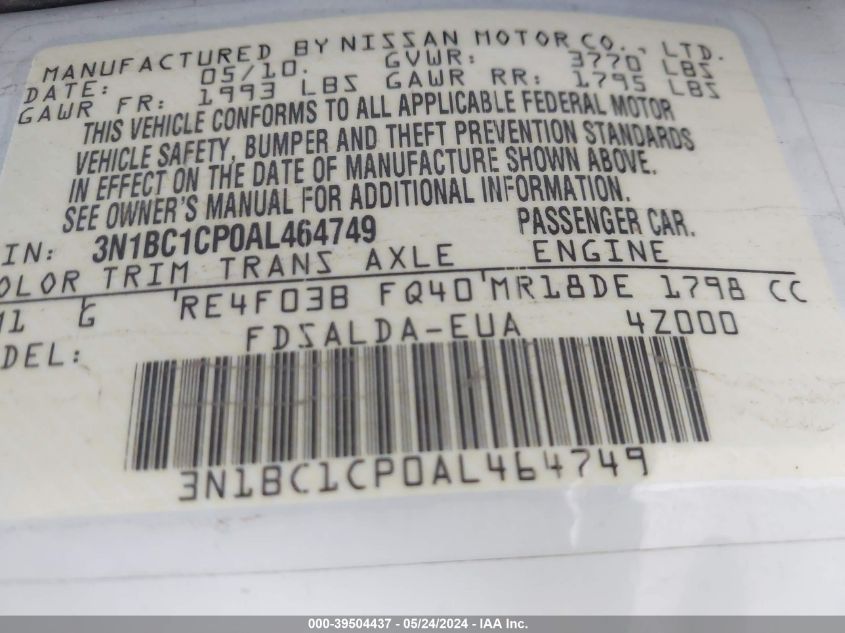 MANUFACTURED BY NISSAN MOTOR CO., LTD.
DATE: 05/10. GVWR: 3770 LBS
GAWR FR: 1993 LBS GAWR RR: 1795 LBS
THIS VEHICLE CONFORMS TO ALL APPLICABLE FEDERAL MOTOR
VEHICLE SAFETY, BUMPER AND THEFT PREVENTION STANDARDS
IN EFFECT ON THE DATE OF MANUFACTURE SHOWN ABOVE.
SEE OWNER'S MANUAL FOR ADDITIONAL INFORMATION.
IN: 3N1BC1CP0AL464749 PASSENGER CAR.
OLOR TRIM TRANS AXLE ENGINE
G RE4F03B FQ40 MR18DE 1798 CC
DEL: FDSALDA-EUA 4Z000
3N1BC1CP0AL464749
000-39504437 - 05/24/2024 - IAA Inc.